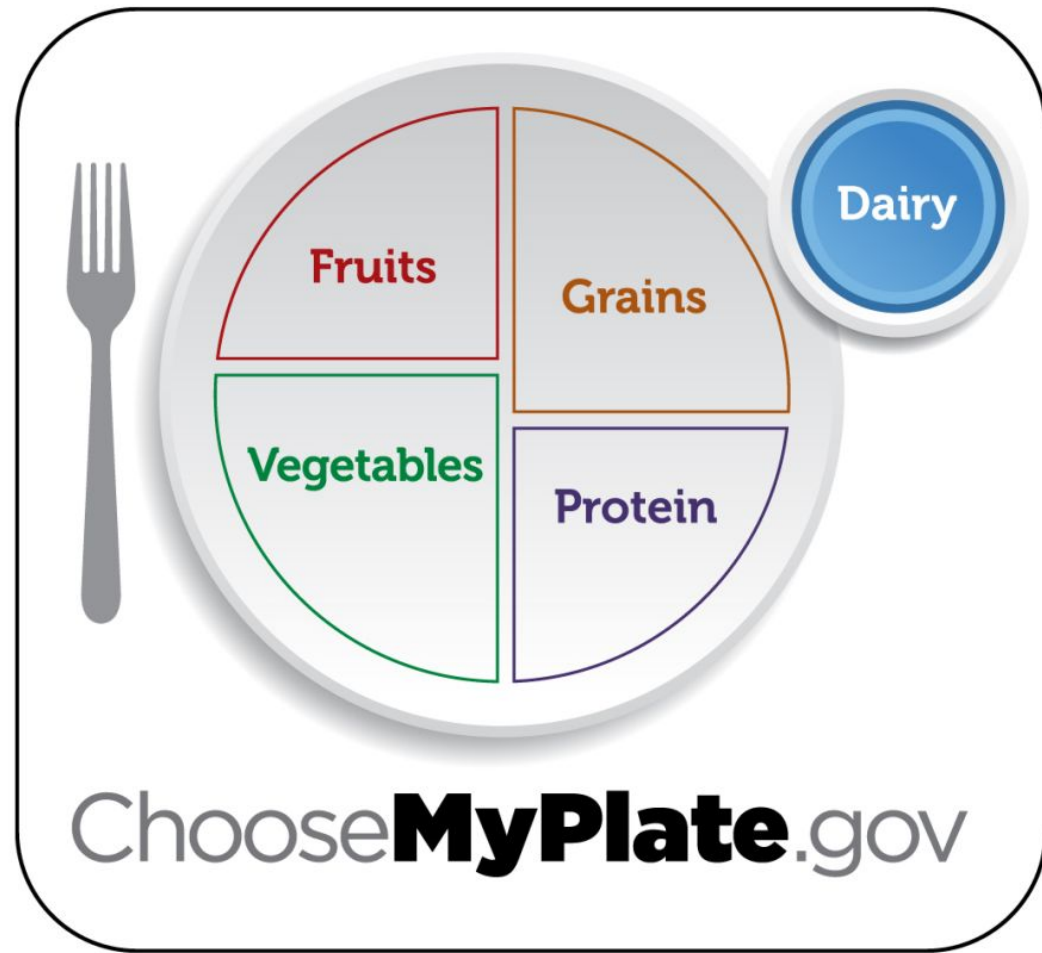 Dairy
Fruits
Grains
Vegetables
Protein
ChooseMyPlate.gov